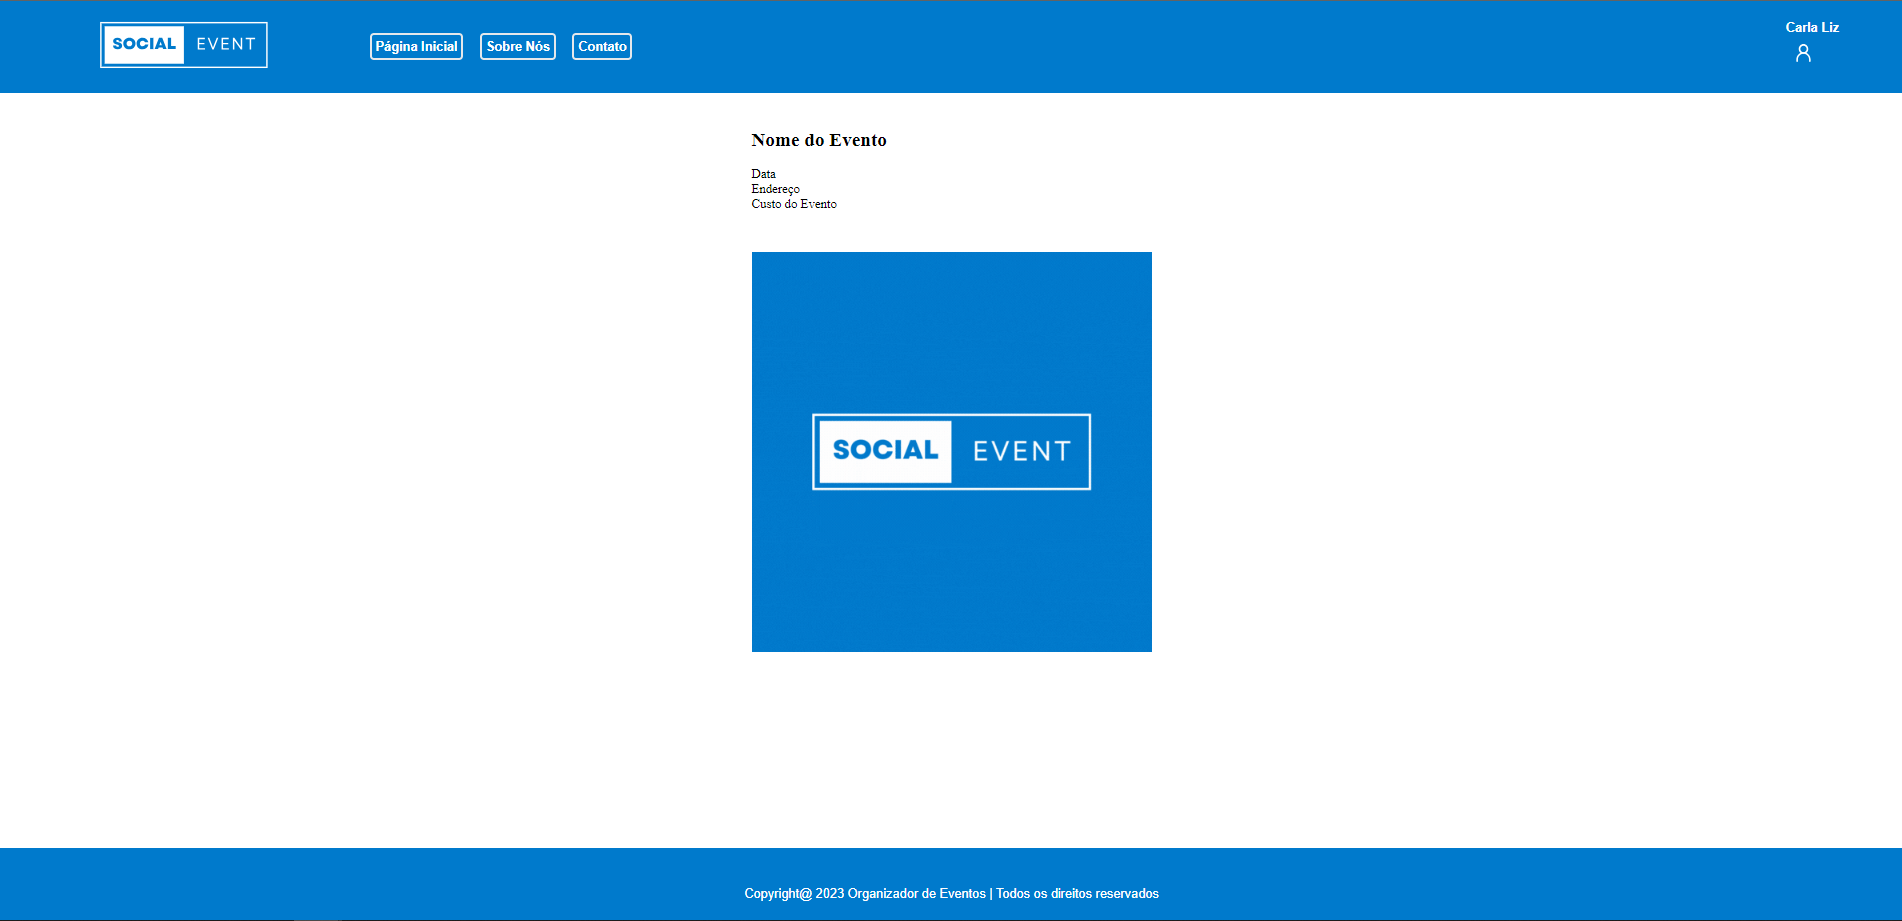 SOCIAL EVENT
Página Inicial Sobre Nós Contato
Carla Liz
Nome do Evento
Data
Endereço
Custo do Evento
SOCIAL EVENT
Copyright@ 2023 Organizador de Eventos | Todos os direitos reservados